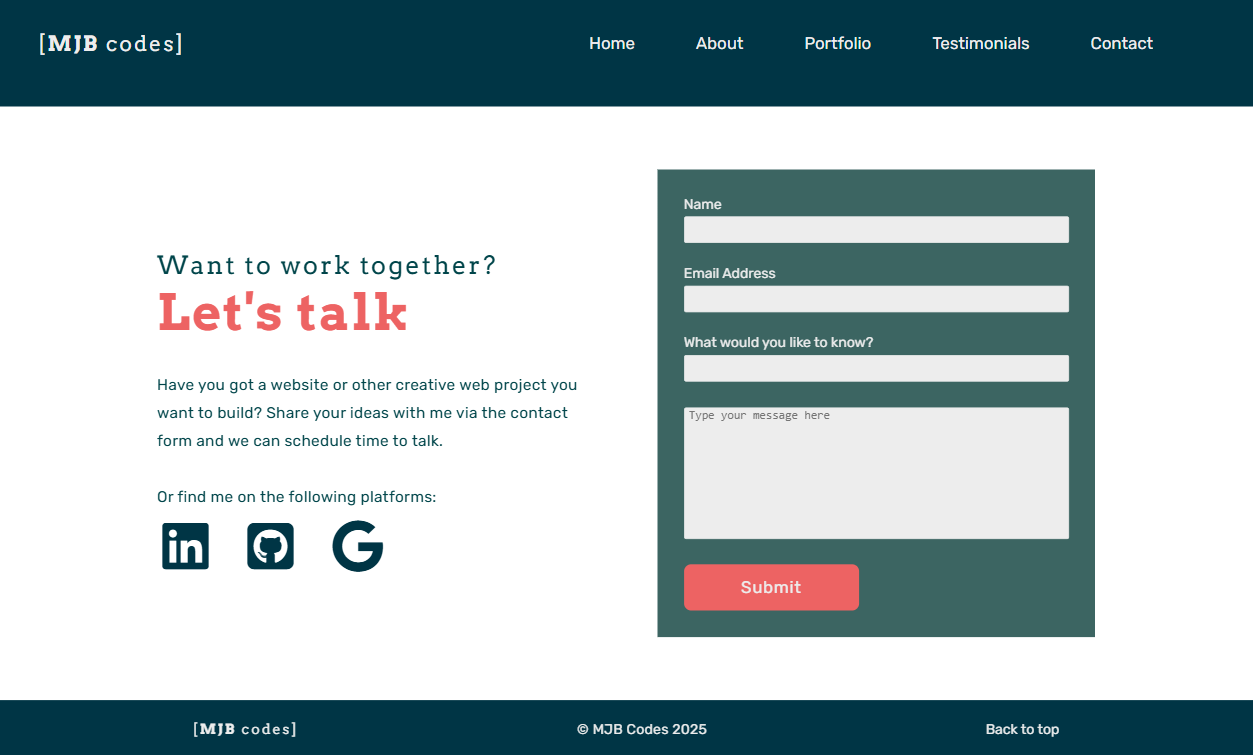 [MJB codes]
Home About Portfolio Testimonials Contact
Want to work together?
Let's talk
Have you got a website or other creative web project you
want to build? Share your ideas with me via the contact
form and we can schedule time to talk.
Or find me on the following platforms:
in G
Name
Email Address
What would you like to know?
Type your message here
Submit
[MJB codes]
© MJB Codes 2025
Back to top